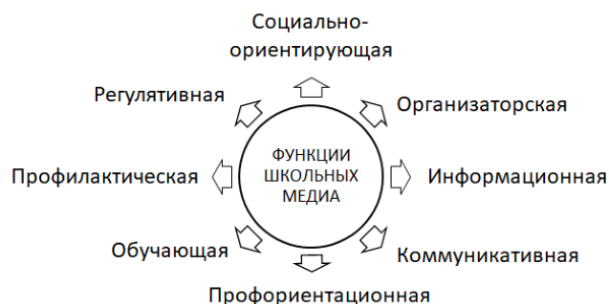 Социально-
ориентирующая
Регулятивная
Организаторская
Профилактическая
ФУНКЦИИ
ШКОЛЬНЫХ
МЕДИА
Информационная
Обучающая
Коммуникативная
Профориентационная